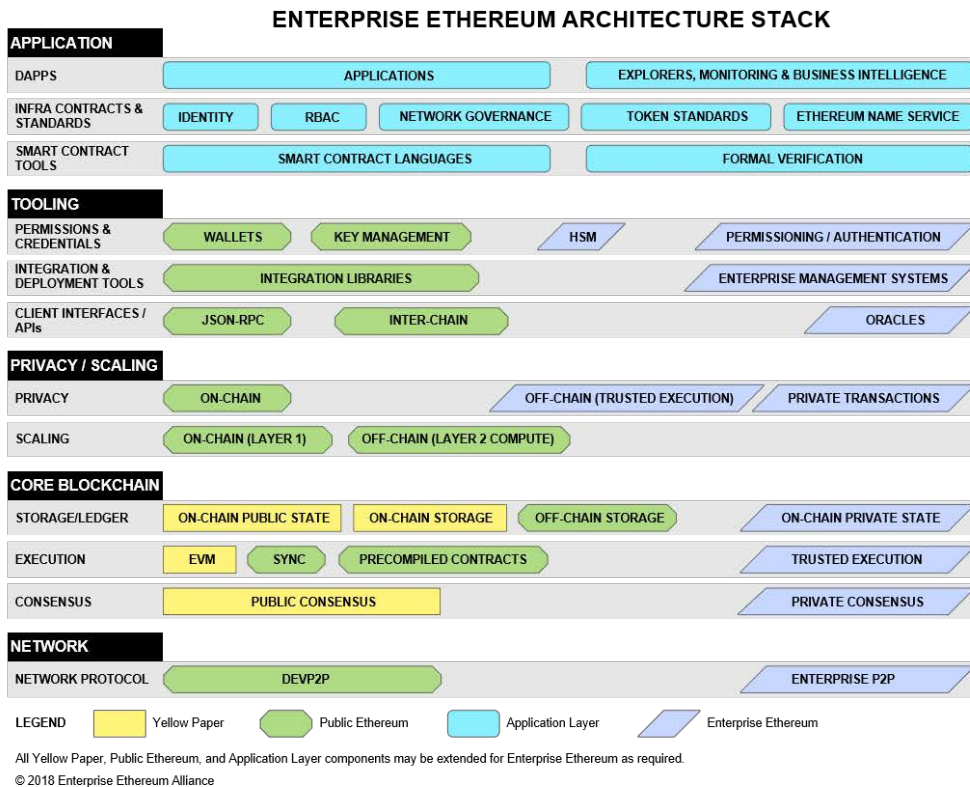 ENTERPRISE ETHEREUM ARCHITECTURE STACK
APPLICATION
DAPPS
APPLICATIONS
EXPLORERS, MONITORING & BUSINESS INTELLIGENCE
INFRA CONTRACTS &
STANDARDS
IDENTITY
RBAC
NETWORK GOVERNANCE
TOKEN STANDARDS
ETHEREUM NAME SERVICE
SMART CONTRACT
TOOLS
SMART CONTRACT LANGUAGES
FORMAL VERIFICATION
TOOLING
PERMISSIONS &
CREDENTIALS
WALLETS
KEY MANAGEMENT
HSM
PERMISSIONING / AUTHENTICATION
INTEGRATION &
DEPLOYMENT TOOLS
INTEGRATION LIBRARIES
ENTERPRISE MANAGEMENT SYSTEMS
CLIENT INTERFACES /
APIs
JSON-RPC
INTER-CHAIN
ORACLES
PRIVACY / SCALING
PRIVACY
ON-CHAIN
OFF-CHAIN (TRUSTED EXECUTION)
PRIVATE TRANSACTIONS
SCALING
ON-CHAIN (LAYER 1)
OFF-CHAIN (LAYER 2 COMPUTE)
CORE BLOCKCHAIN
STORAGE/LEDGER
ON-CHAIN PUBLIC STATE
ON-CHAIN STORAGE
OFF-CHAIN STORAGE
ON-CHAIN PRIVATE STATE
EXECUTION
EVM
SYNC
PRECOMPILED CONTRACTS
TRUSTED EXECUTION
CONSENSUS
PUBLIC CONSENSUS
PRIVATE CONSENSUS
NETWORK
NETWORK PROTOCOL
DEVP2P
ENTERPRISE P2P
LEGEND
Yellow Paper
Public Ethereum
Application Layer
Enterprise Ethereum
All Yellow Paper, Public Ethereum, and Application Layer components may be extended for Enterprise Ethereum as required.
© 2018 Enterprise Ethereum Alliance